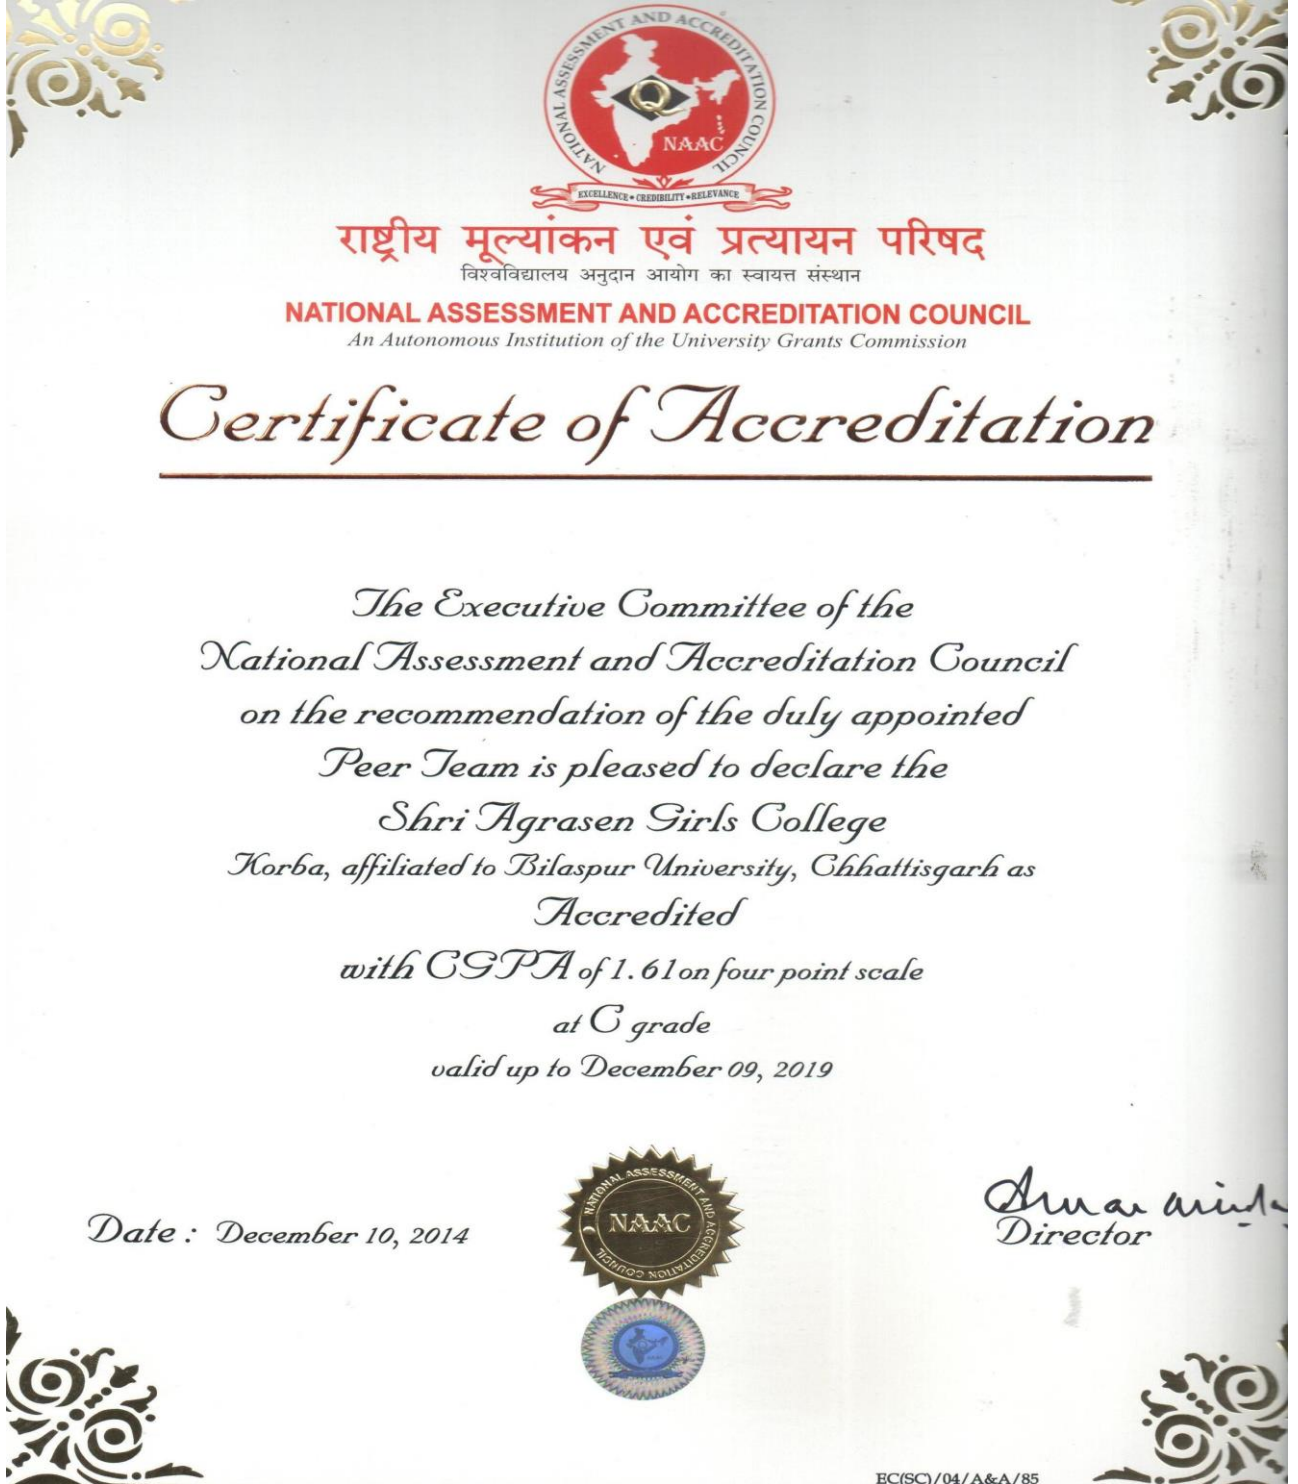 NATIONAL ASSESSMENT AND ACCREDITATION COUNCIL
Q
NAAC
EXCELLENCE • CREDIBILITY • RELEVANCE
राष्ट्रीय मूल्यांकन एवं प्रत्यायन परिषद
विश्वविद्यालय अनुदान आयोग का स्वायत्त संस्थान
NATIONAL ASSESSMENT AND ACCREDITATION COUNCIL
An Autonomous Institution of the University Grants Commission
Certificate of Accreditation
The Executive Committee of the
National Assessment and Accreditation Council
on the recommendation of the duly appointed
Peer Team is pleased to declare the
Shri Agrasen Girls College
Korba, affiliated to Bilaspur University, Chhattisgarh as
Accredited
with CGPA of 1.61 on four point scale
at C grade
valid up to December 09, 2019
Date : December 10, 2014
NATIONAL ASSESSMENT AND ACCREDITATION COUNCIL
NAAC
Director
EC(SC)/04/A&A/85